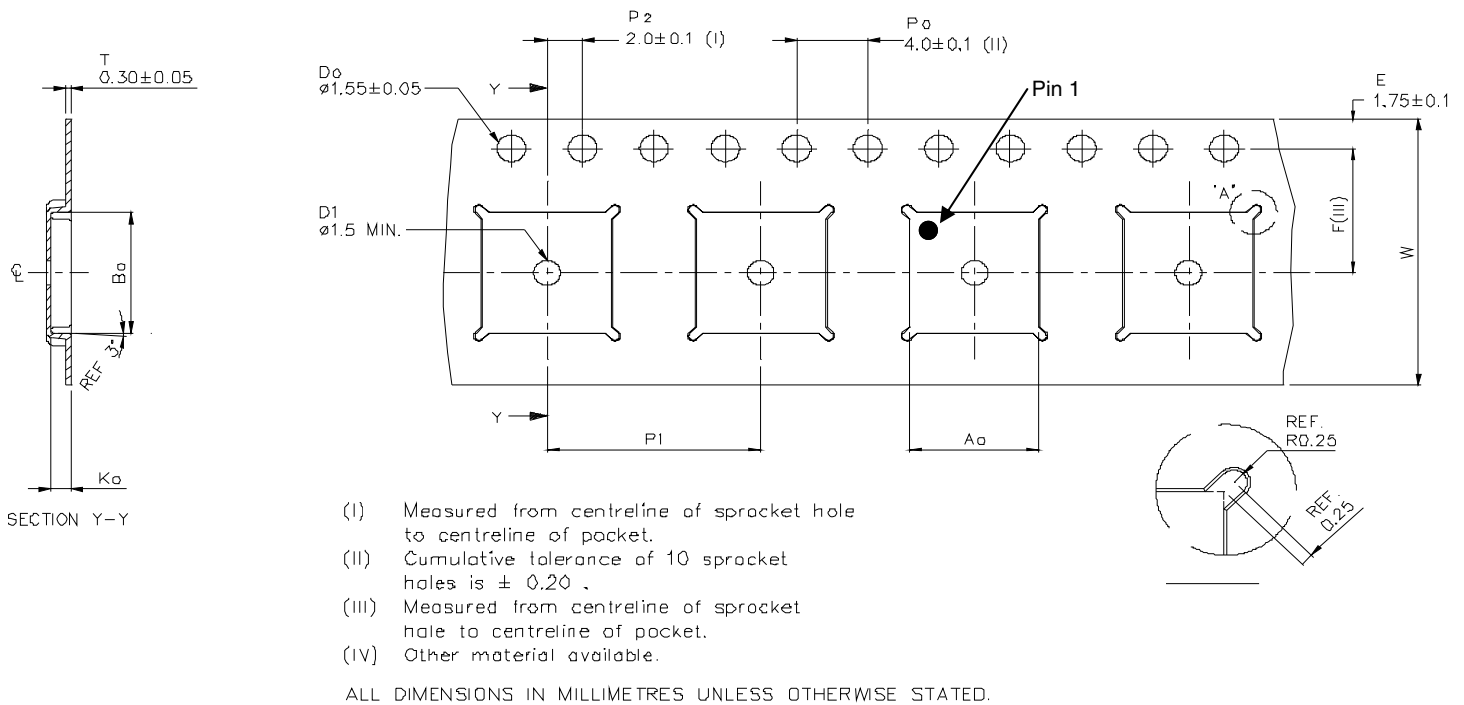 P2
2.0±0.1 (I)
Po
4.0±0.1 (II)
T
0.30±0.05
Do
ø1.55±0.05
Y
Pin 1
E
1.75±0.1
"A"
D1
ø1.5 MIN.
F(III)
W
Bo
REF 3°
Y
P1
Ao
Ko
SECTION Y-Y
REF.
R0.25
REF.
0.25
(I) Measured from centreline of sprocket hole
to centreline of pocket.
(II) Cumulative tolerance of 10 sprocket
holes is ± 0.20 .
(III) Measured from centreline of sprocket
hole to centreline of pocket.
(IV) Other material available.
ALL DIMENSIONS IN MILLIMETRES UNLESS OTHERWISE STATED.